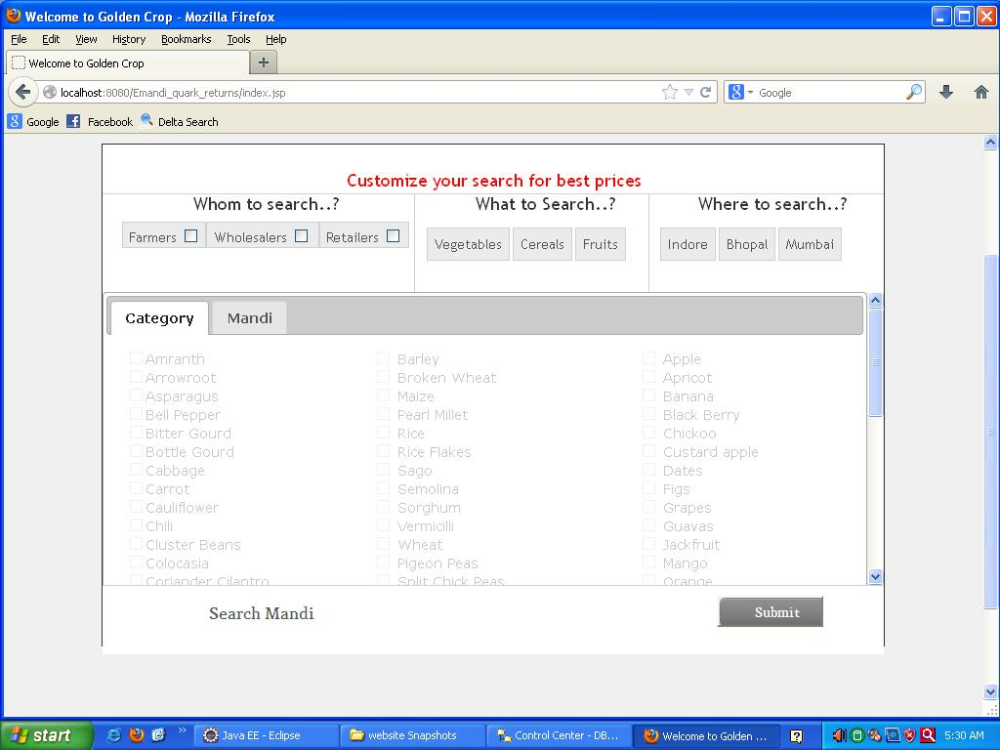 Welcome to Golden Crop - Mozilla Firefox
File Edit View History Bookmarks Tools Help
Welcome to Golden Crop
localhost:8080/Emandi_quark_returns/index.jsp
Google
Google Facebook Delta Search
Customize your search for best prices
Whom to search..? What to Search..? Where to search..?
Farmers Wholesalers Retailers Vegetables Cereals Fruits Indore Bhopal Mumbai
Category Mandi
Amranth Barley Apple
Arrowroot Broken Wheat Apricot
Asparagus Maize Banana
Bell Pepper Pearl Millet Black Berry
Bitter Gourd Rice Chickoo
Bottle Gourd Rice Flakes Custard apple
Cabbage Sago Dates
Carrot Semolina Figs
Cauliflower Sorghum Grapes
Chili Vermicilli Guavas
Cluster Beans Wheat Jackfruit
Colocasia Pigeon Peas Mango
Coriander Cilantro Split Chick Peas Orange
Search Mandi Submit
start Java EE - Eclipse website Snapshots Control Center - DB... Welcome to Golden ... 5:30 AM